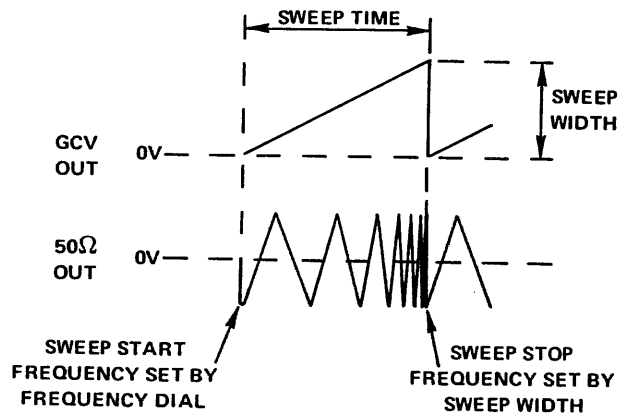 SWEEP TIME
SWEEP
WIDTH
GCV
OUT
0V
50Ω
OUT
0V
SWEEP START
FREQUENCY SET BY
FREQUENCY DIAL
SWEEP STOP
FREQUENCY SET BY
SWEEP WIDTH